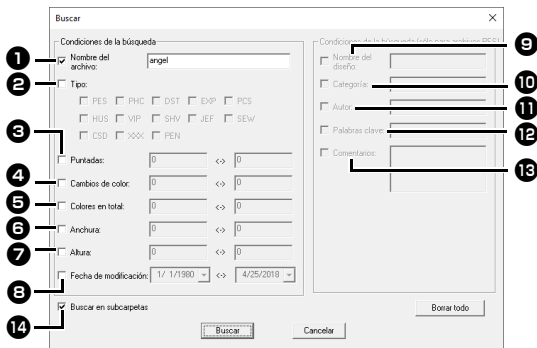 Buscar
Condiciones de la búsqueda
Condiciones de la búsqueda (sólo para archivos PES)
1 Nombre del archivo: angel
2 Tipo:
PES PHC DST EXP PCS
HUS VIP SHV JEF SEW
CSD XXX PEN
3 Puntadas: 0 <-> 0
4 Cambios de color: 0 <-> 0
5 Colores en total: 0 <-> 0
6 Anchura: 0 <-> 0
7 Altura: 0 <-> 0
8 Fecha de modificación: 1/ 1/1980 <-> 4/25/2018
9 Nombre del diseño:
10 Categoría:
11 Autor:
12 Palabras clave:
13 Comentarios:
14 Buscar en subcarpetas
Borrar todo
Buscar Cancelar